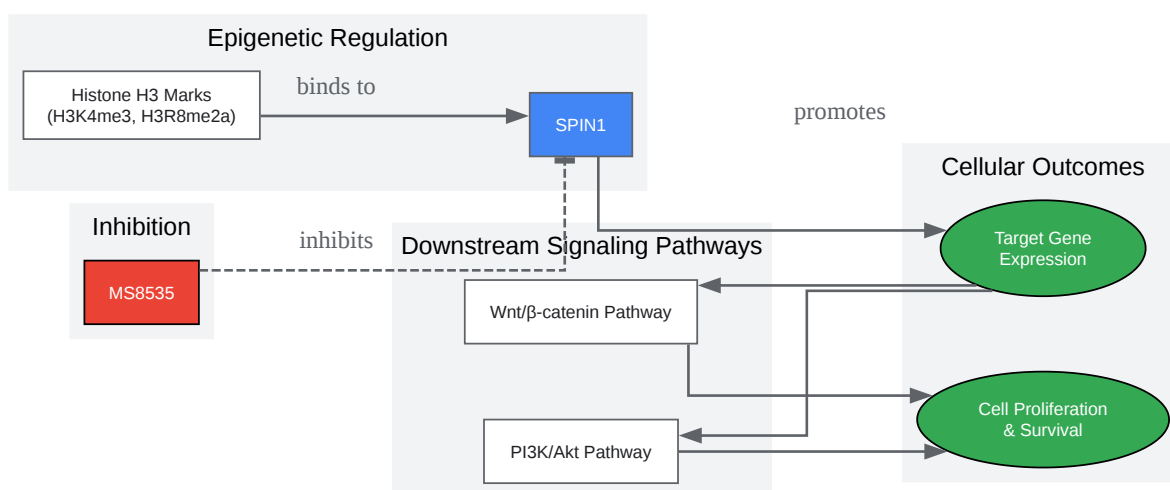 Epigenetic Regulation
Histone H3 Marks
(H3K4me3, H3R8me2a)
binds to
SPIN1
promotes
Cellular Outcomes
Inhibition
inhibits
MS8535
Downstream Signaling Pathways
Target Gene
Expression
Wnt/β-catenin Pathway
Cell Proliferation
& Survival
PI3K/Akt Pathway